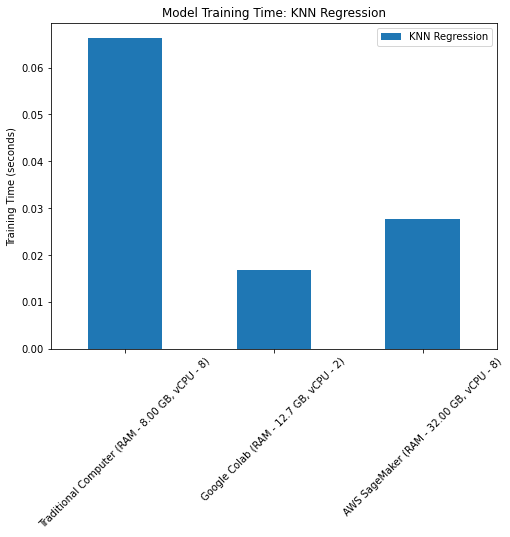 Model Training Time: KNN Regression
KNN Regression
Training Time (seconds)
0.06
0.05
0.04
0.03
0.02
0.01
0.00
Traditional Computer (RAM - 8.00 GB, vCPU - 8)
Google Colab (RAM - 12.7 GB, vCPU - 2)
AWS SageMaker (RAM - 32.00 GB, vCPU - 8)